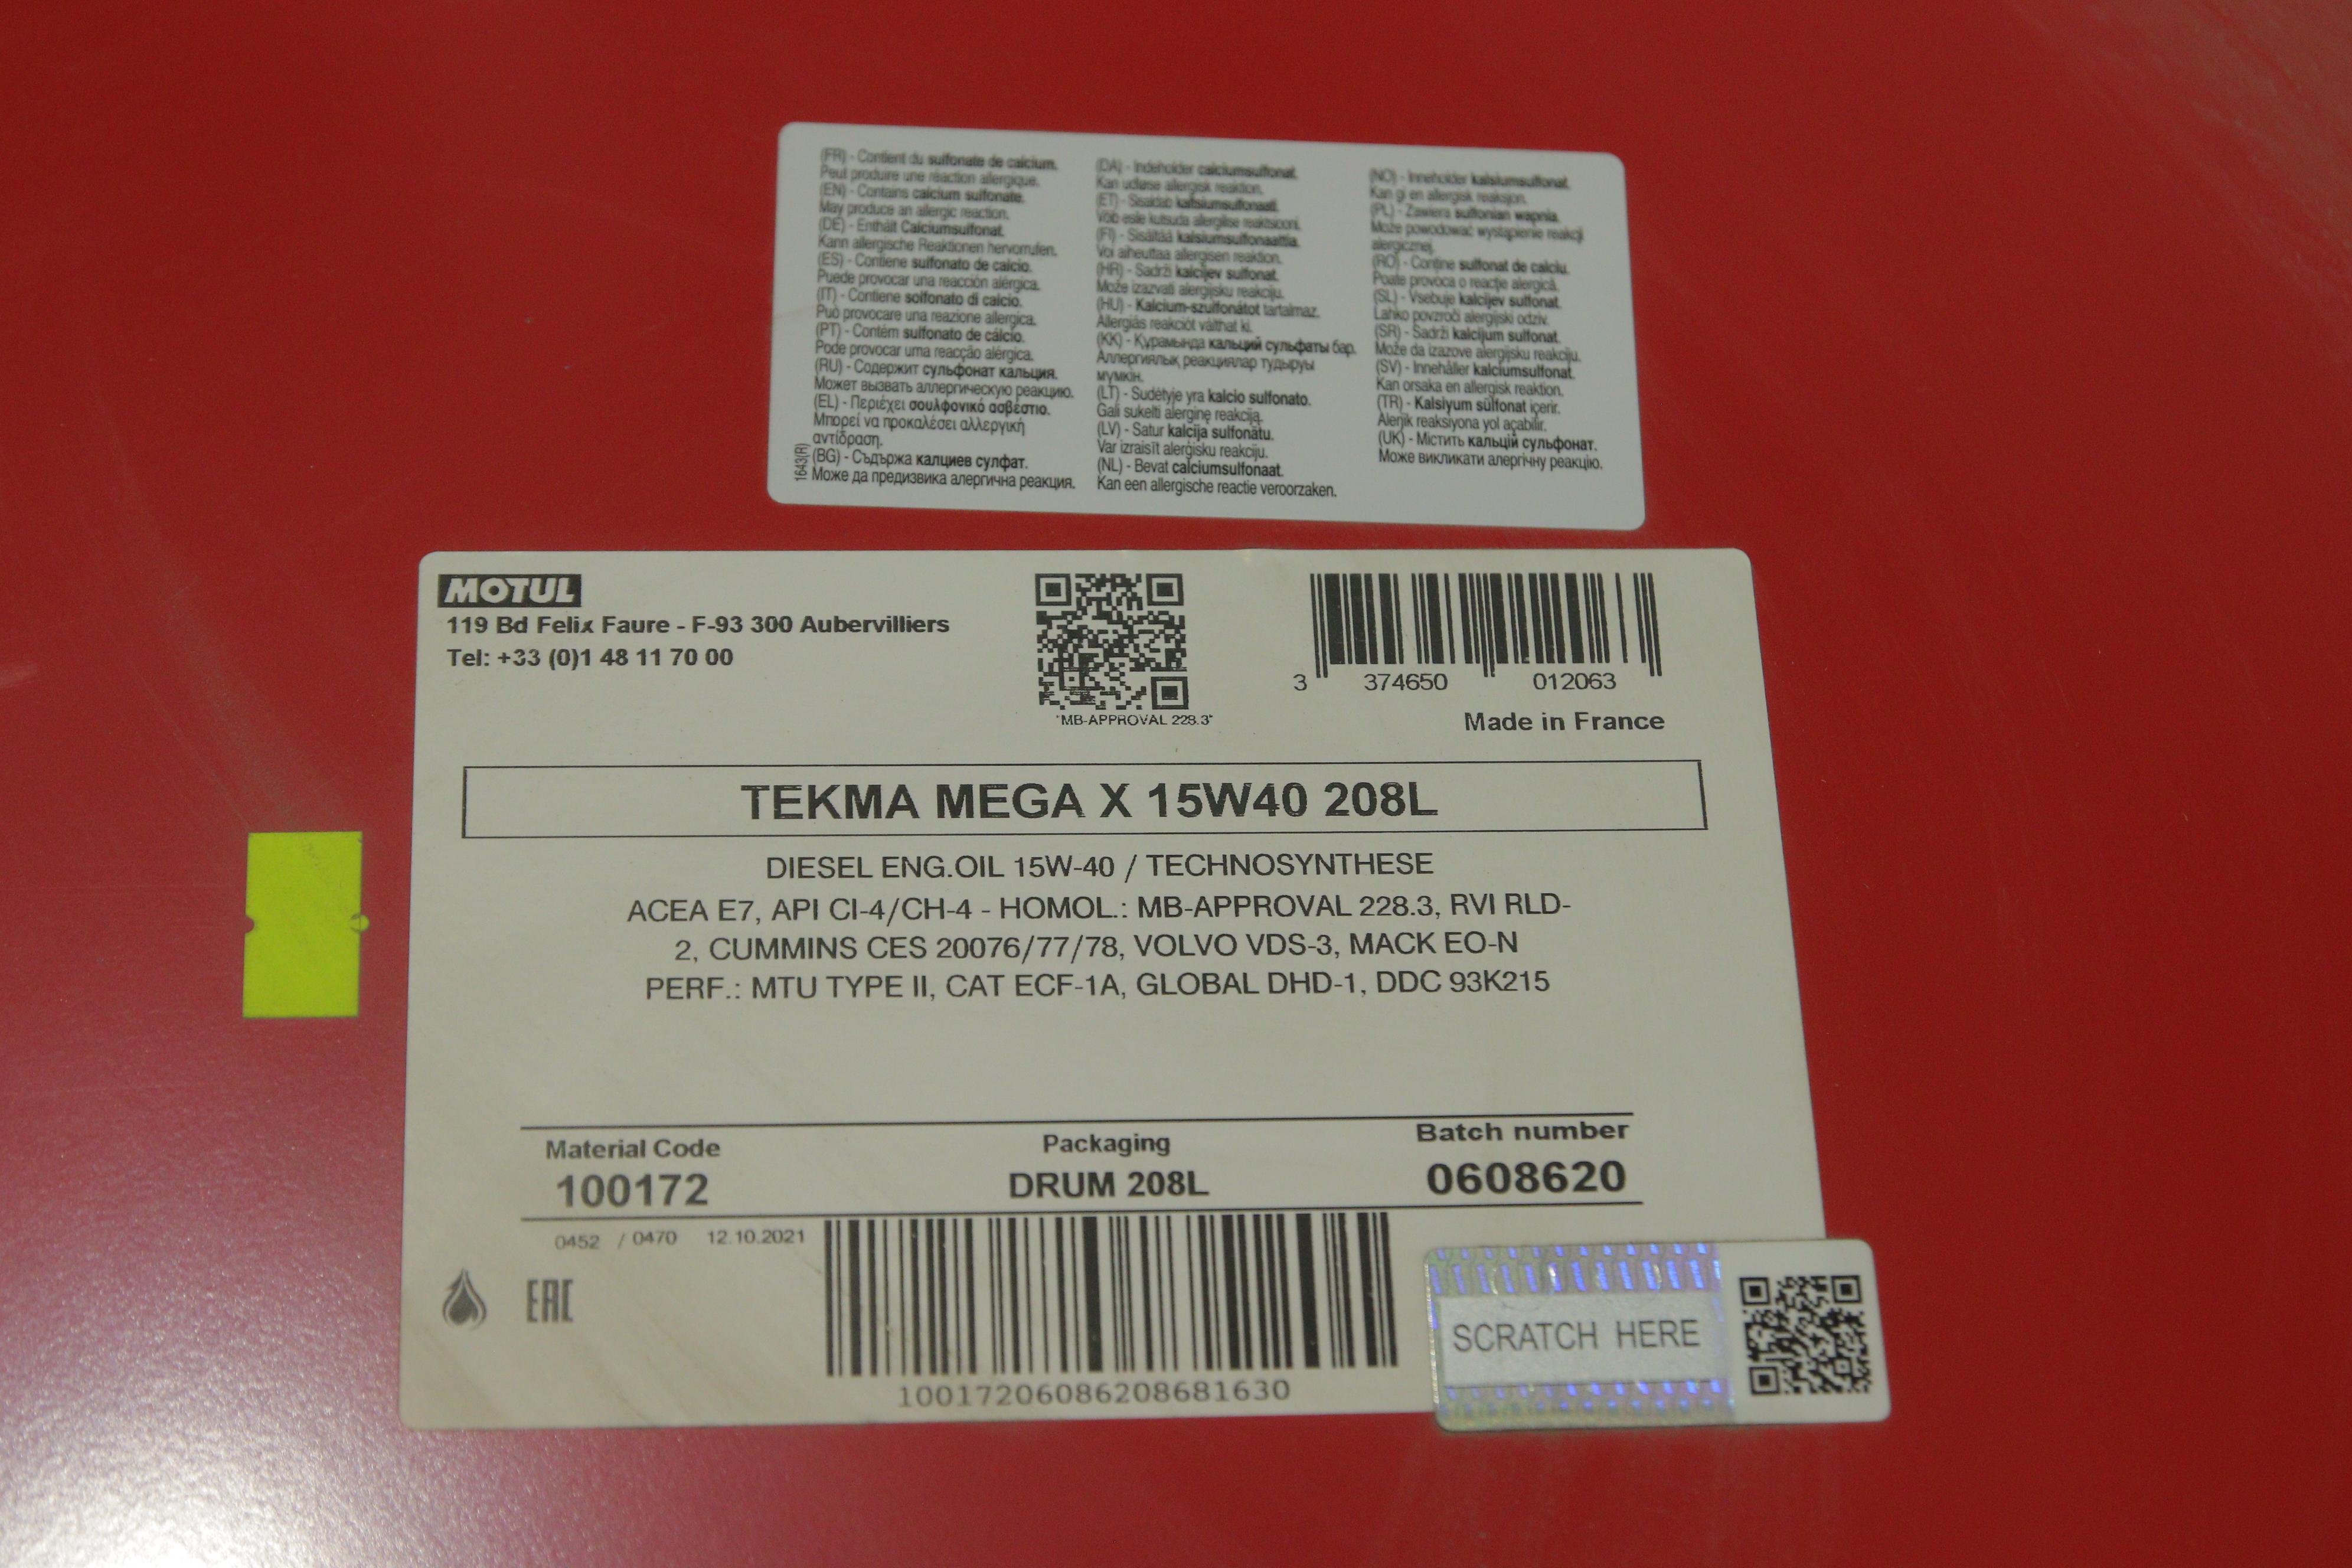 (FR) - Contient du sulfonate de calcium.
Peut produire une réaction allergique.
(EN) - Contains calcium sulfonate.
May produce an allergic reaction.
(DE) - Enthält Calciumsulfonat.
Kann allergische Reaktionen hervorrufen.
(ES) - Contiene sulfonato de calcio.
Puede provocar una reacción alérgica.
(IT) - Contiene solfonato di calcio.
Può provocare una reazione allergica.
(PT) - Contém sulfonato de cálcio.
Pode provocar uma reacção alérgica.
(RU) - Содержит сульфонат кальция.
Может вызвать аллергическую реакцию.
(EL) - Περιέχει σουλφονικό ασβέστιο.
Μπορεί να προκαλέσει αλλεργική
αντίδραση.
(BG) - Съдържа калциев сулфат.
Може да предизвика алергична реакция.
1643(R)
(DA) - Indeholder calciumsulfonat.
Kan udløse allergisk reaktion.
(ET) - Sisaldab kaltsiumsulfonaati.
Võib esile kutsuda allergilise reaktsiooni.
(FI) - Sisältää kalsiumsulfonaattia.
Voi aiheuttaa allergisen reaktion.
(HR) - Sadrži kalcijev sulfonat.
Može izazvati alergijsku reakciju.
(HU) - Kalcium-szulfonátot tartalmaz.
Allergiás reakciót válthat ki.
(KK) - Құрамында кальций сульфаты бар.
Аллергиялық реакциялар тудыруы
мүмкін.
(LT) - Sudėtyje yra kalcio sulfonato.
Gali sukelti alerginę reakciją.
(LV) - Satur kalcija sulfonātu.
Var izraisīt alerģisku reakciju.
(NL) - Bevat calciumsulfonaat.
Kan een allergische reactie veroorzaken.
(NO) - Inneholder kalsiumsulfonat.
Kan gi en allergisk reaksjon.
(PL) - Zawiera sulfonian wapnia.
Może powodować wystąpienie reakcji
alergicznej.
(RO) - Conține sulfonat de calciu.
Poate provoca o reacție alergică.
(SL) - Vsebuje kalcijev sulfonat.
Lahko povzroči alergijski odziv.
(SR) - Sadrži kalcijum sulfonat.
Može da izazove alergijsku reakciju.
(SV) - Innehåller kalciumsulfonat.
Kan orsaka en allergisk reaktion.
(TR) - Kalsiyum sülfonat içerir.
Alerjik reaksiyona yol açabilir.
(UK) - Містить кальцій сульфонат.
Може викликати алергічну реакцію.
MOTUL
119 Bd Felix Faure - F-93 300 Aubervilliers
Tel: +33 (0)1 48 11 70 00
"MB-APPROVAL 228.3"
3 374650 012063
Made in France
TEKMA MEGA X 15W40 208L
DIESEL ENG.OIL 15W-40 / TECHNOSYNTHESE
ACEA E7, API CI-4/CH-4 - HOMOL.: MB-APPROVAL 228.3, RVI RLD-
2, CUMMINS CES 20076/77/78, VOLVO VDS-3, MACK EO-N
PERF.: MTU TYPE II, CAT ECF-1A, GLOBAL DHD-1, DDC 93K215
Material Code Packaging Batch number
100172 DRUM 208L 0608620
0452 / 0470 12.10.2021
EAC
10017206086208681630
SCRATCH HERE